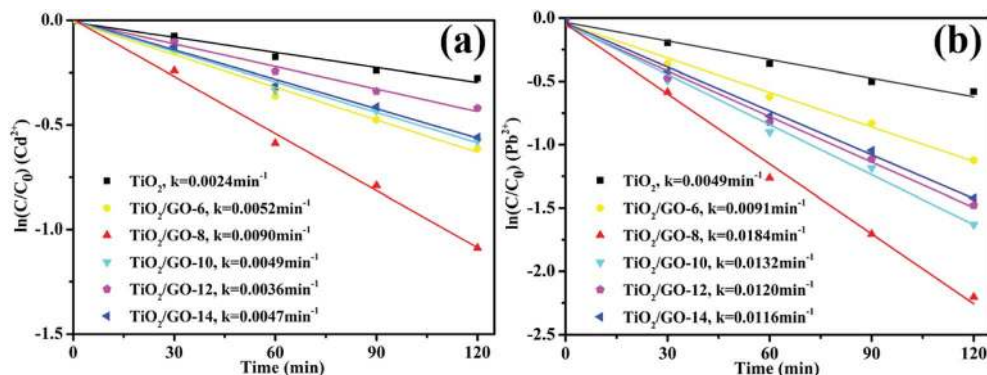 (a)
ln(C/C₀) (Cd²⁺)
0.0
-0.5
-1.0
-1.5
TiO₂, k=0.0024min⁻¹
TiO₂/GO-6, k=0.0052min⁻¹
TiO₂/GO-8, k=0.0090min⁻¹
TiO₂/GO-10, k=0.0049min⁻¹
TiO₂/GO-12, k=0.0036min⁻¹
TiO₂/GO-14, k=0.0047min⁻¹
0 30 60 90 120
Time (min)
(b)
ln(C/C₀) (Pb²⁺)
0.0
-0.5
-1.0
-1.5
-2.0
-2.5
TiO₂, k=0.0049min⁻¹
TiO₂/GO-6, k=0.0091min⁻¹
TiO₂/GO-8, k=0.0184min⁻¹
TiO₂/GO-10, k=0.0132min⁻¹
TiO₂/GO-12, k=0.0120min⁻¹
TiO₂/GO-14, k=0.0116min⁻¹
0 30 60 90 120
Time (min)